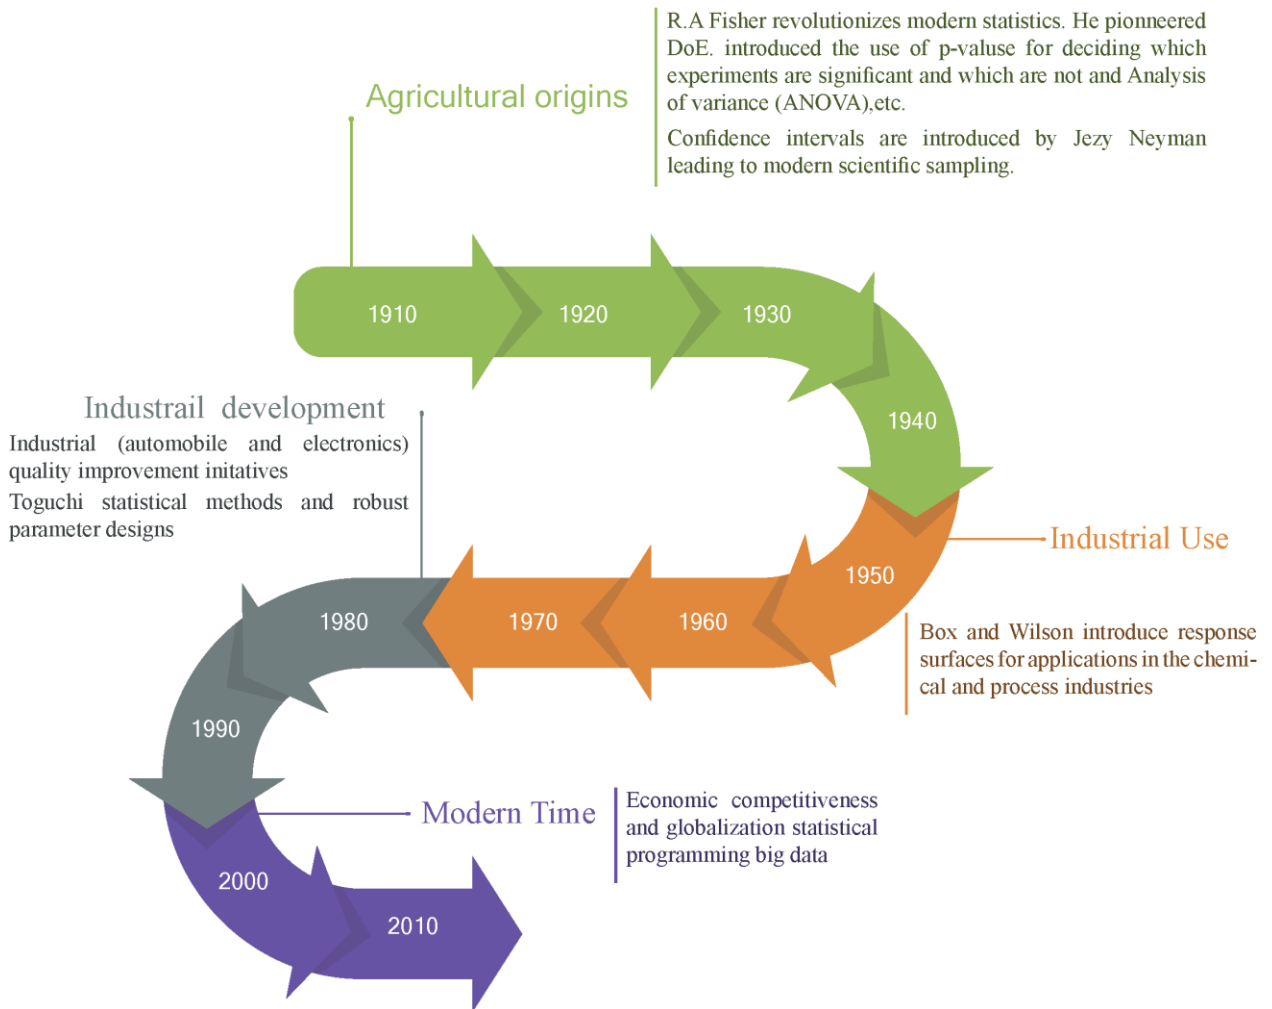 R.A Fisher revolutionizes modern statistics. He pionneered
DoE. introduced the use of p-valuse for deciding which
experiments are significant and which are not and Analysis
of variance (ANOVA),etc.
Confidence intervals are introduced by Jezy Neyman
leading to modern scientific sampling.
Agricultural origins
1910
1920
1930
1940
Industrail development
Industrial (automobile and electronics)
quality improvement initatives
Toguchi statistical methods and robust
parameter designs
Industrial Use
1950
1960
1970
1980
Box and Wilson introduce response
surfaces for applications in the chemi-
cal and process industries
1990
Modern Time
Economic competitiveness
and globalization statistical
programming big data
2000
2010